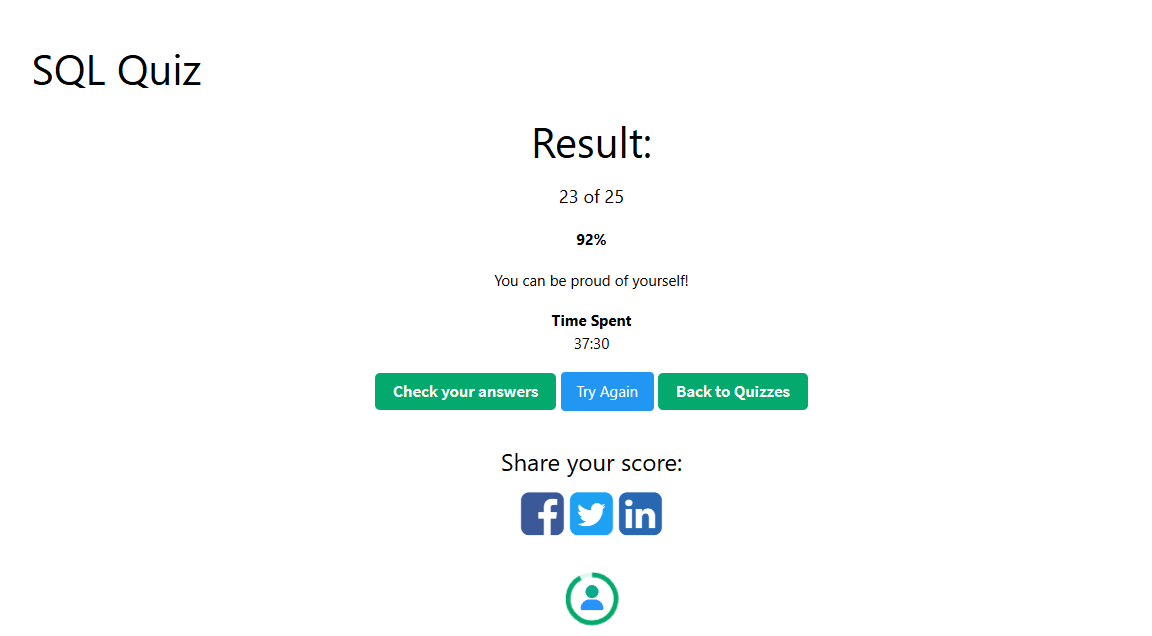 SQL Quiz
Result:
23 of 25
92%
You can be proud of yourself!
Time Spent
37:30
Check your answers Try Again Back to Quizzes
Share your score:
f in